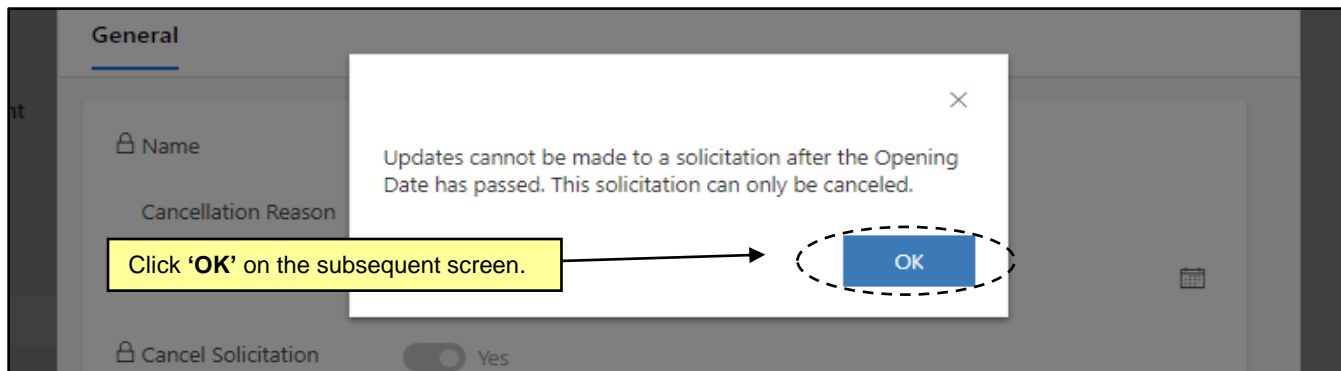 General
nt
Name
Updates cannot be made to a solicitation after the Opening
Date has passed. This solicitation can only be canceled.
Cancellation Reason
Click ‘OK’ on the subsequent screen.
OK
Cancel Solicitation
Yes